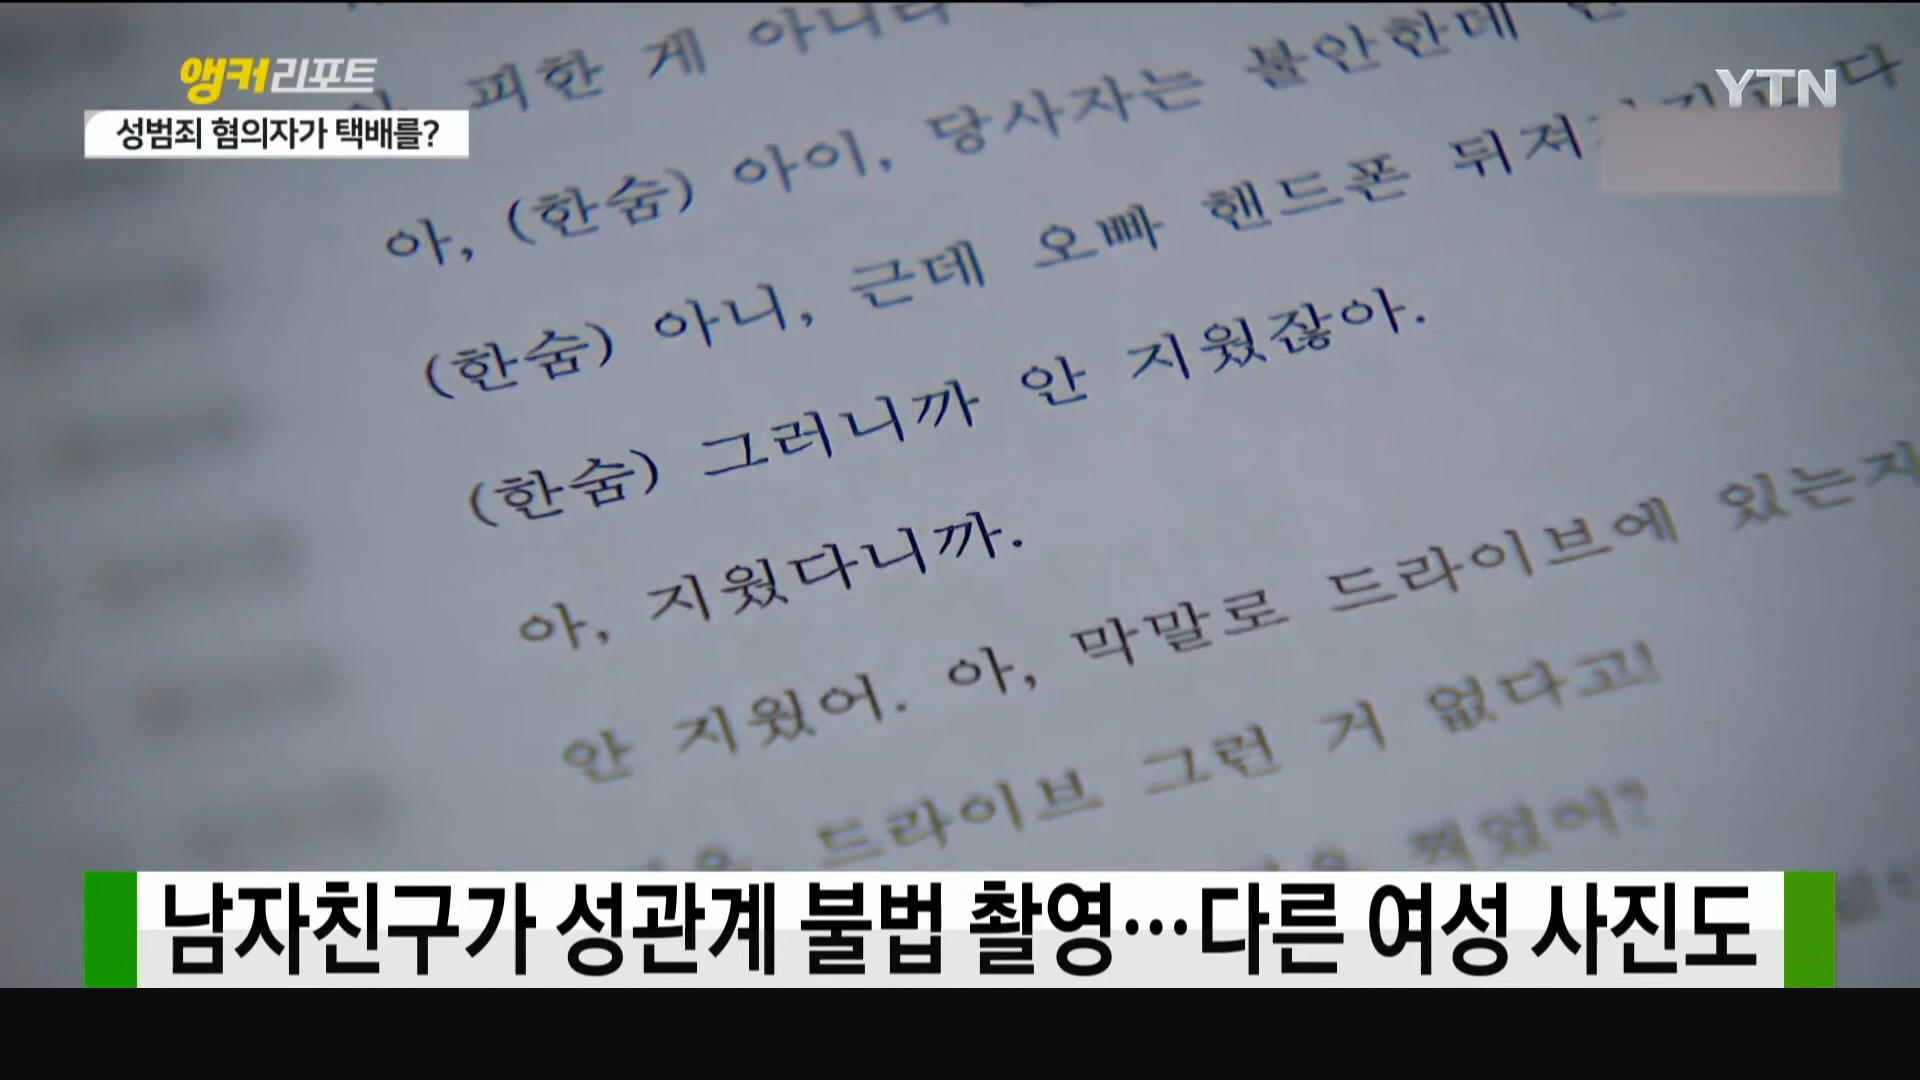 앵커리포트
YTN
성범죄 혐의자가 택배를?
피한 게 아니라
아, (한숨) 아이, 당사자는 불안한데
(한숨) 아니, 근데 오빠 핸드폰 뒤져
(한숨) 그러니까 안 지웠잖아.
아, 지웠다니까.
안 지웠어. 아, 막말로 드라이브에 있는지
드라이브 그런 거 없다고!
찍었어?
남자친구가 성관계 불법 촬영…다른 여성 사진도